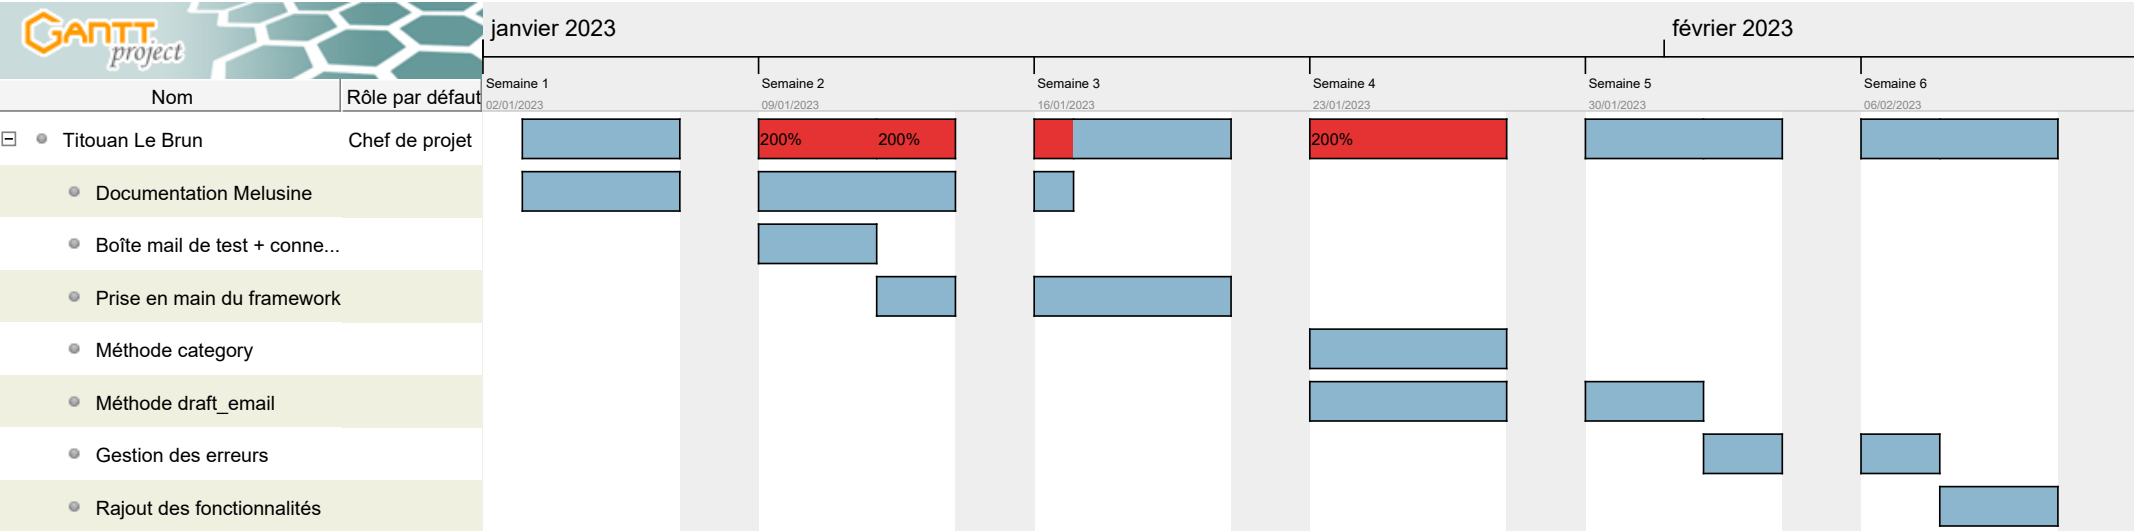 GANTT
project
janvier 2023
février 2023
Semaine 1
Semaine 2
Semaine 3
Semaine 4
Semaine 5
Semaine 6
Nom
Rôle par défaut
02/01/2023
09/01/2023
16/01/2023
23/01/2023
30/01/2023
06/02/2023
Titouan Le Brun
Chef de projet
200%
200%
200%
Documentation Melusine
Boîte mail de test + conne...
Prise en main du framework
Méthode category
Méthode draft_email
Gestion des erreurs
Rajout des fonctionnalités